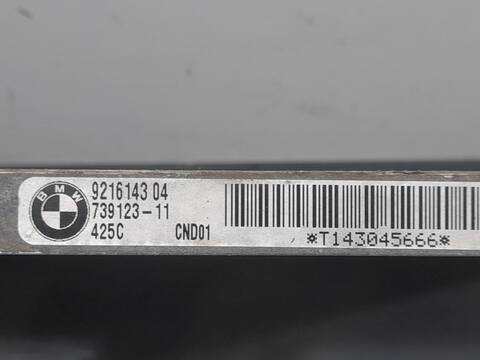 BMW
9216143 04
739123-11
425C CND01
*T143045666*